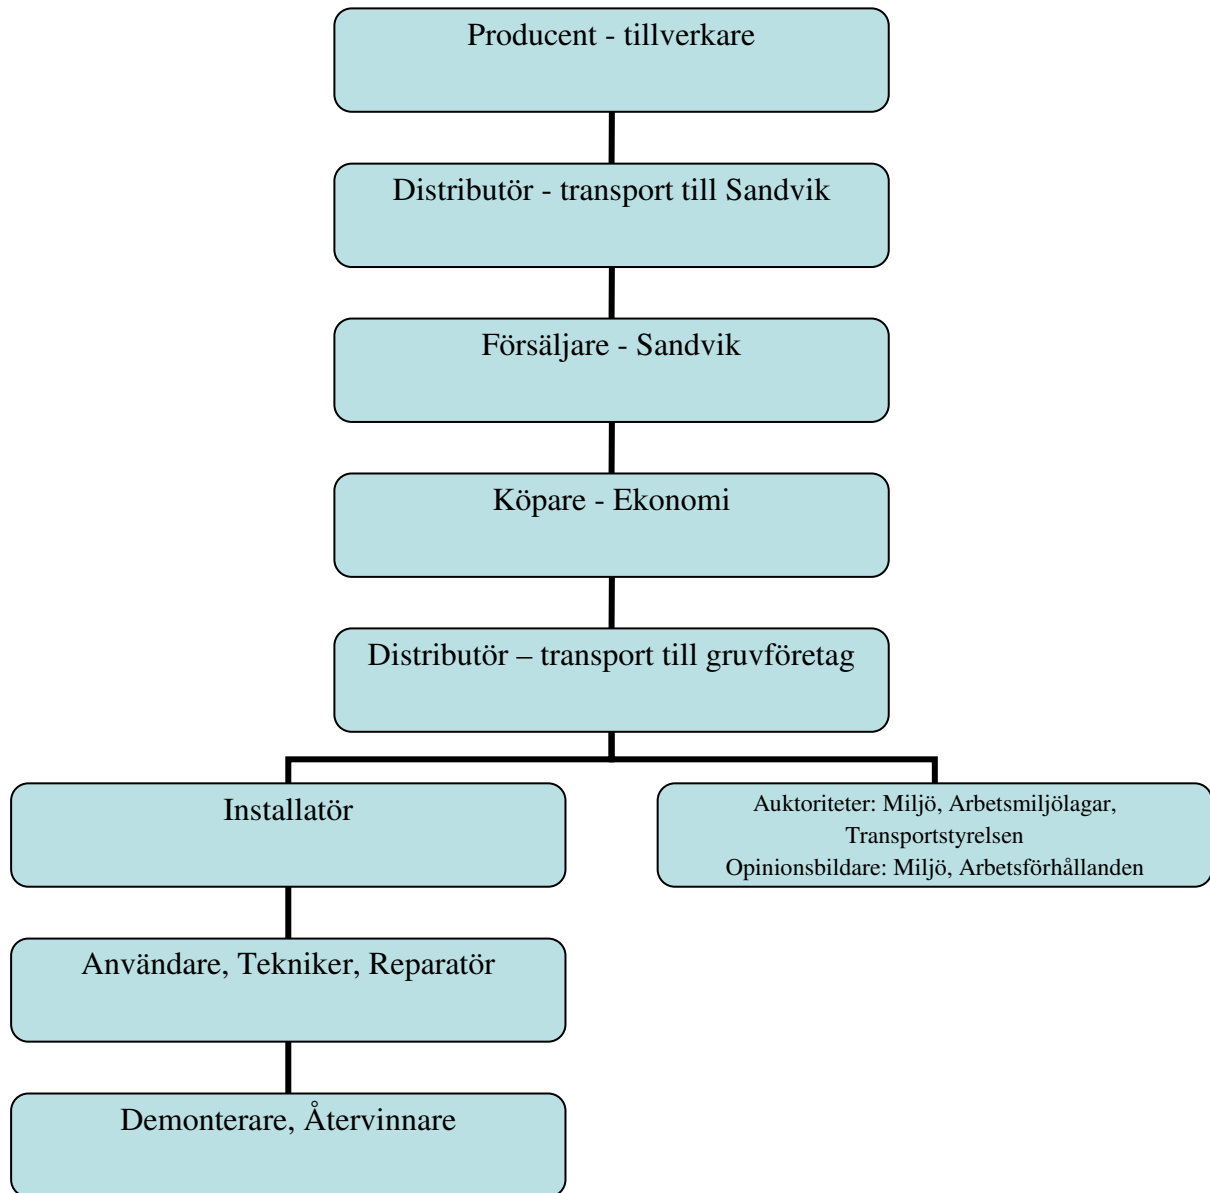 Producent - tillverkare
Distributör - transport till Sandvik
Försäljare - Sandvik
Köpare - Ekonomi
Distributör – transport till gruvföretag
Installatör
Auktoriteter: Miljö, Arbetsmiljölagar,
Transportstyrelsen
Opinionsbildare: Miljö, Arbetsförhållanden
Användare, Tekniker, Reparatör
Demonterare, Återvinnare